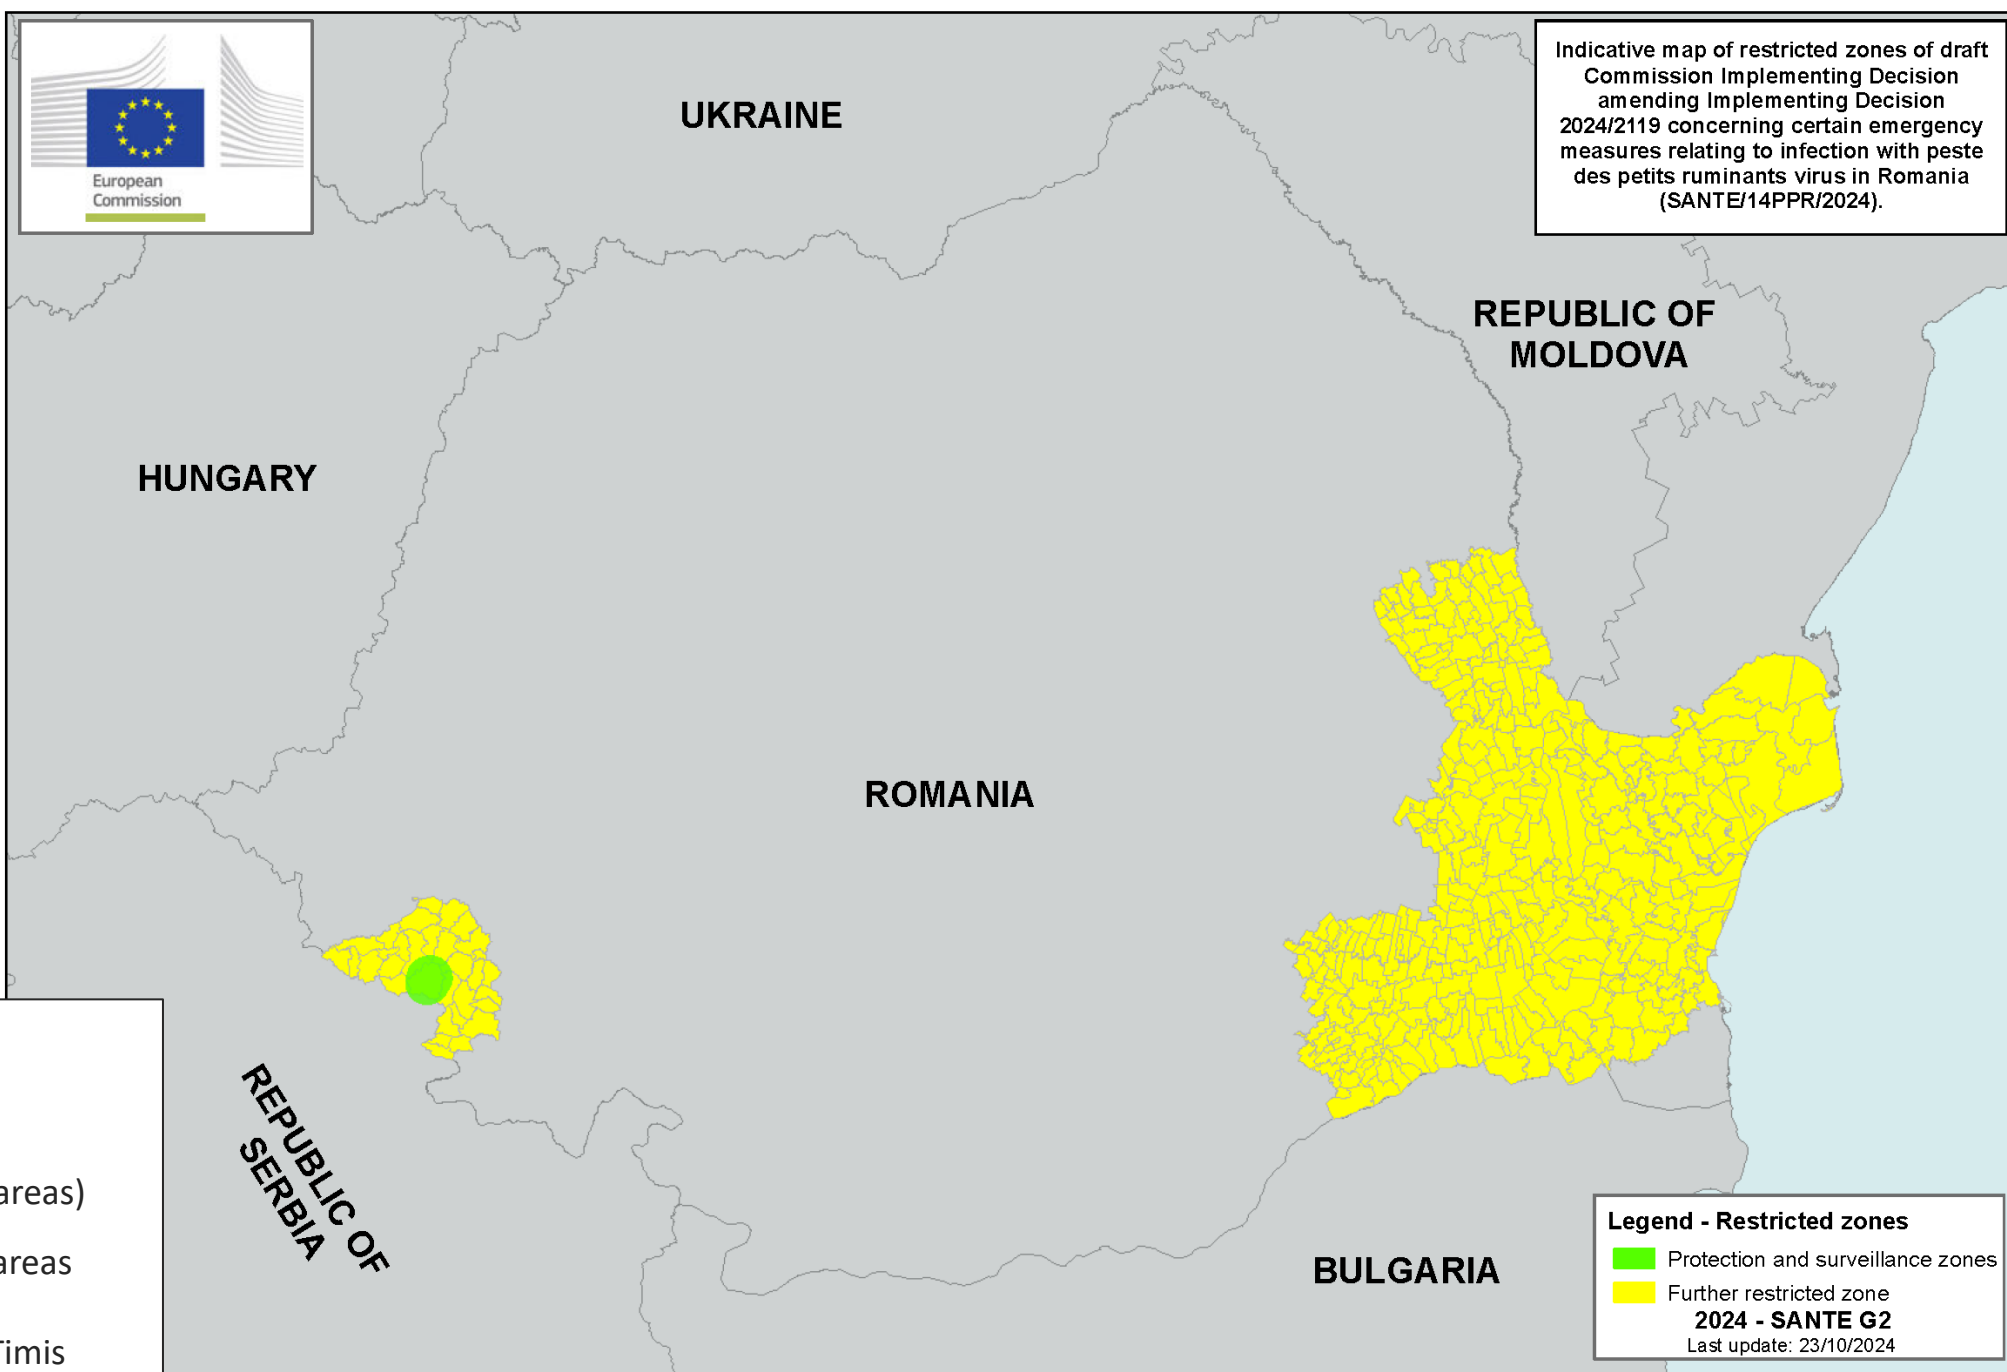 European
Commission
Indicative map of restricted zones of draft
Commission Implementing Decision
amending Implementing Decision
2024/2119 concerning certain emergency
measures relating to infection with peste
des petits ruminants virus in Romania
(SANTE/14PPR/2024).
UKRAINE
REPUBLIC OF
MOLDOVA
HUNGARY
ROMANIA
REPUBLIC OF
SERBIA
BULGARIA
areas)
areas
Timis
Legend - Restricted zones
Protection and surveillance zones
Further restricted zone
2024 - SANTE G2
Last update: 23/10/2024